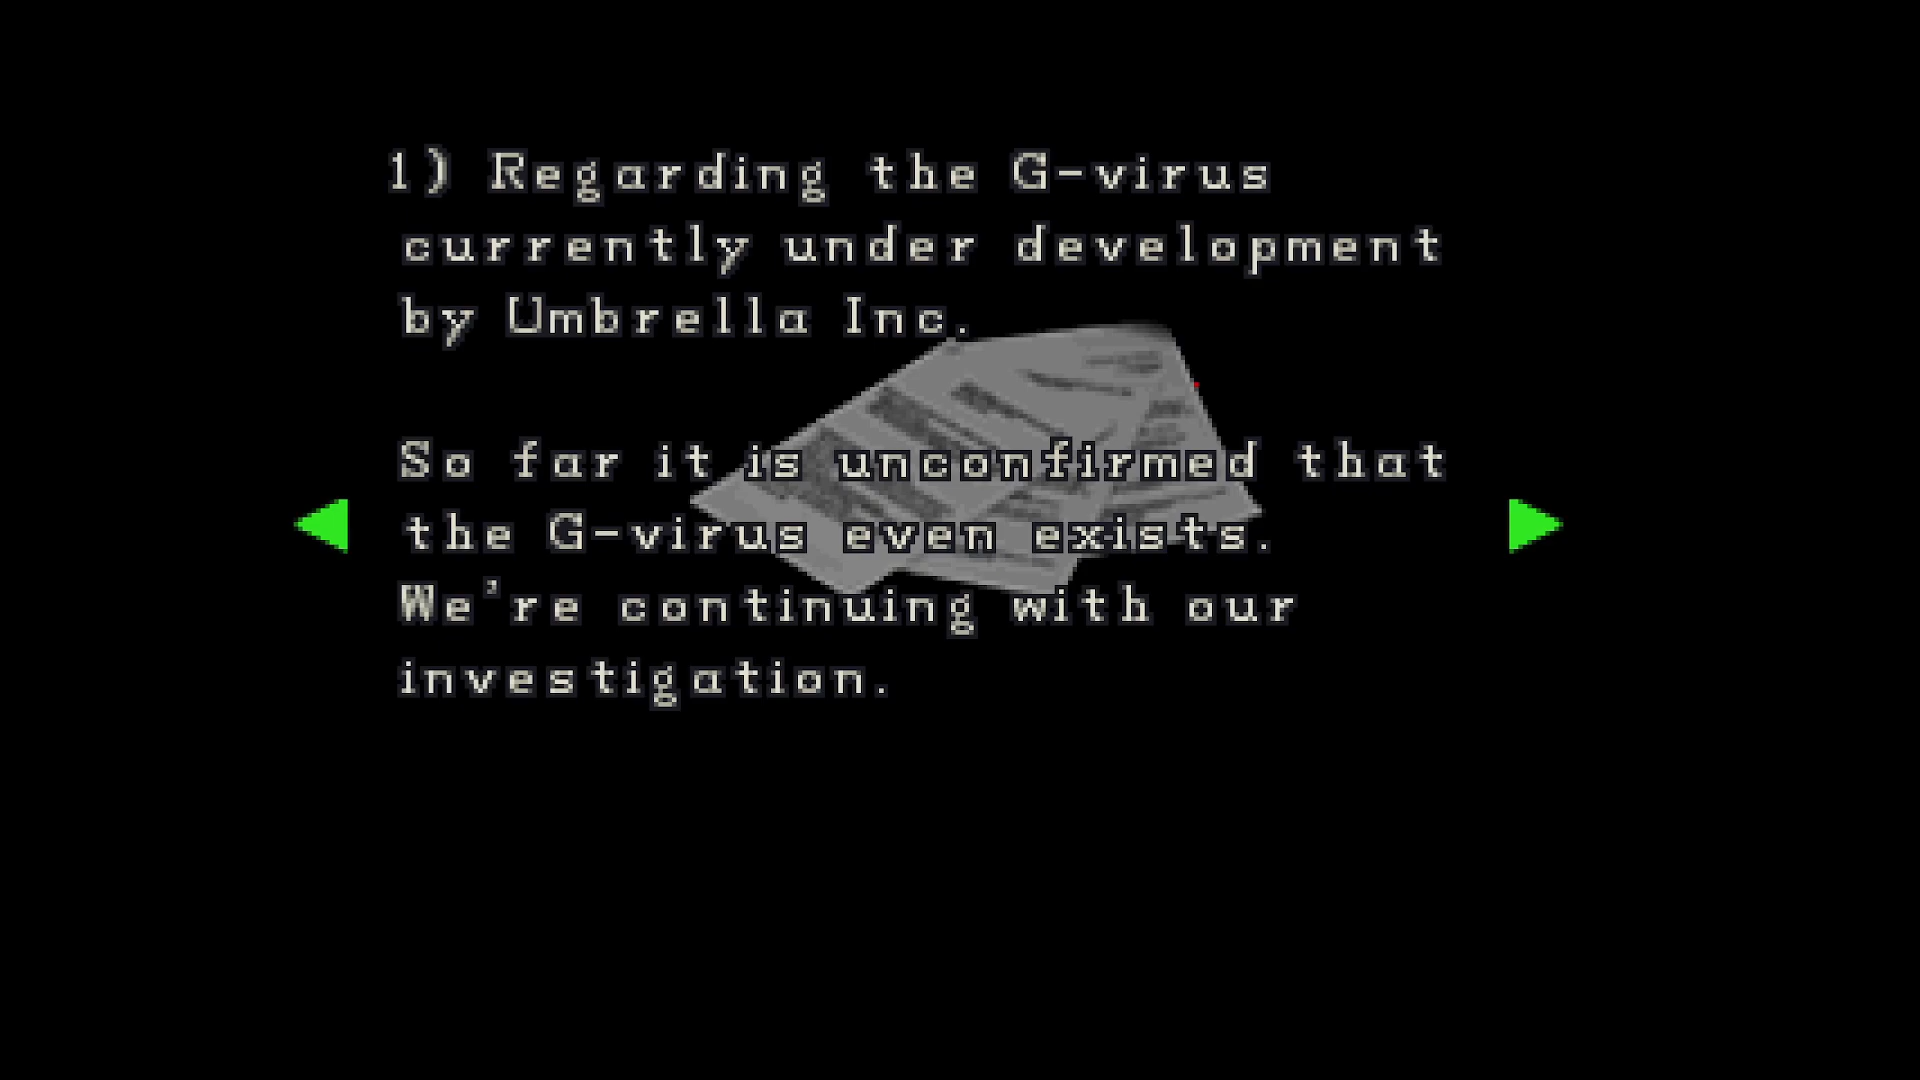 1) Regarding the G-virus
currently under development
by Umbrella Inc.
So far it is unconfirmed that
the G-virus even exists.
We're continuing with our
investigation.